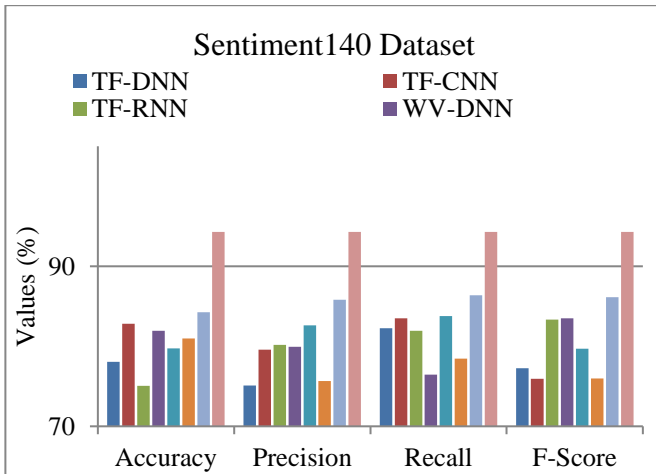 Sentiment140 Dataset
TF-DNN TF-CNN
TF-RNN WV-DNN
Values (%)
90
70
Accuracy Precision Recall F-Score